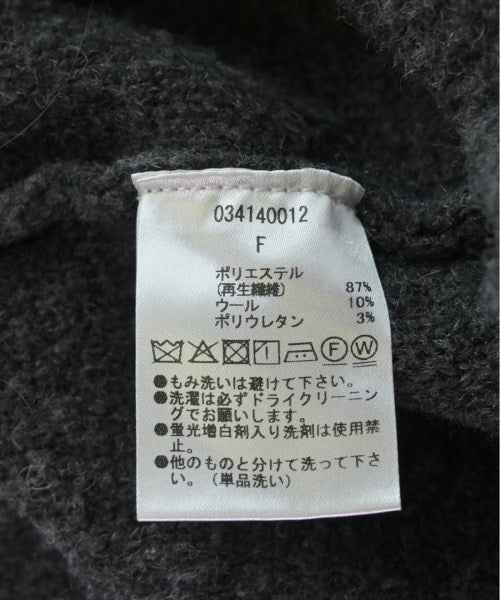 034140012
F
ポリエステル
(再生繊維) 87%
ウール 10%
ポリウレタン 3%
F W
●もみ洗いは避けて下さい。
●洗濯は必ずドライクリーニン
グでお願いします。
●蛍光増白剤入り洗剤は使用禁
止。
●他のものと分けて洗って下さ
い。（単品洗い）